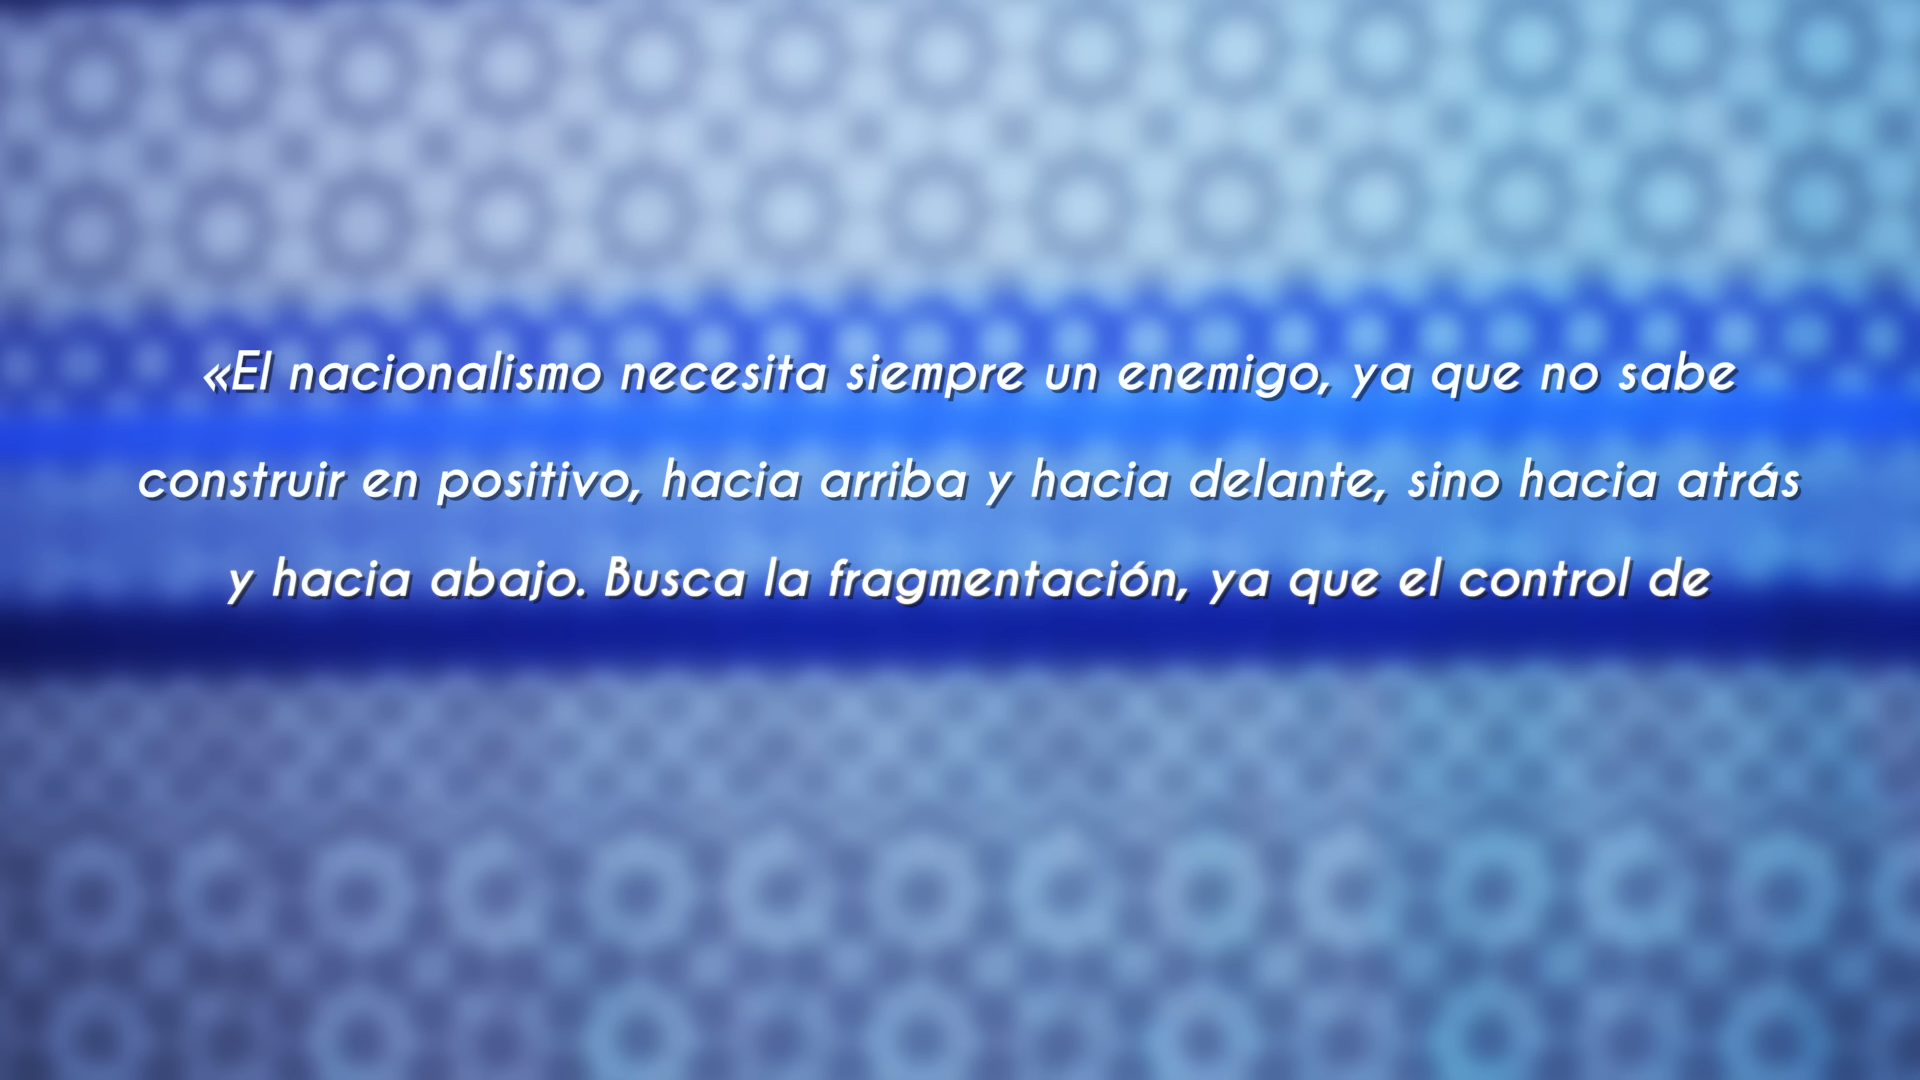 «El nacionalismo necesita siempre un enemigo, ya que no sabe
construir en positivo, hacia arriba y hacia delante, sino hacia atrás
y hacia abajo. Busca la fragmentación, ya que el control de